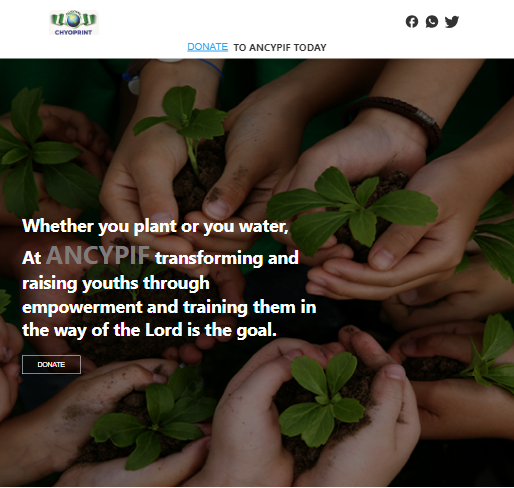 CHYOPRINT
DONATE TO ANCYPIF TODAY
Whether you plant or you water,
At ANCYPIF transforming and
raising youths through
empowerment and training them in
the way of the Lord is the goal.
DONATE